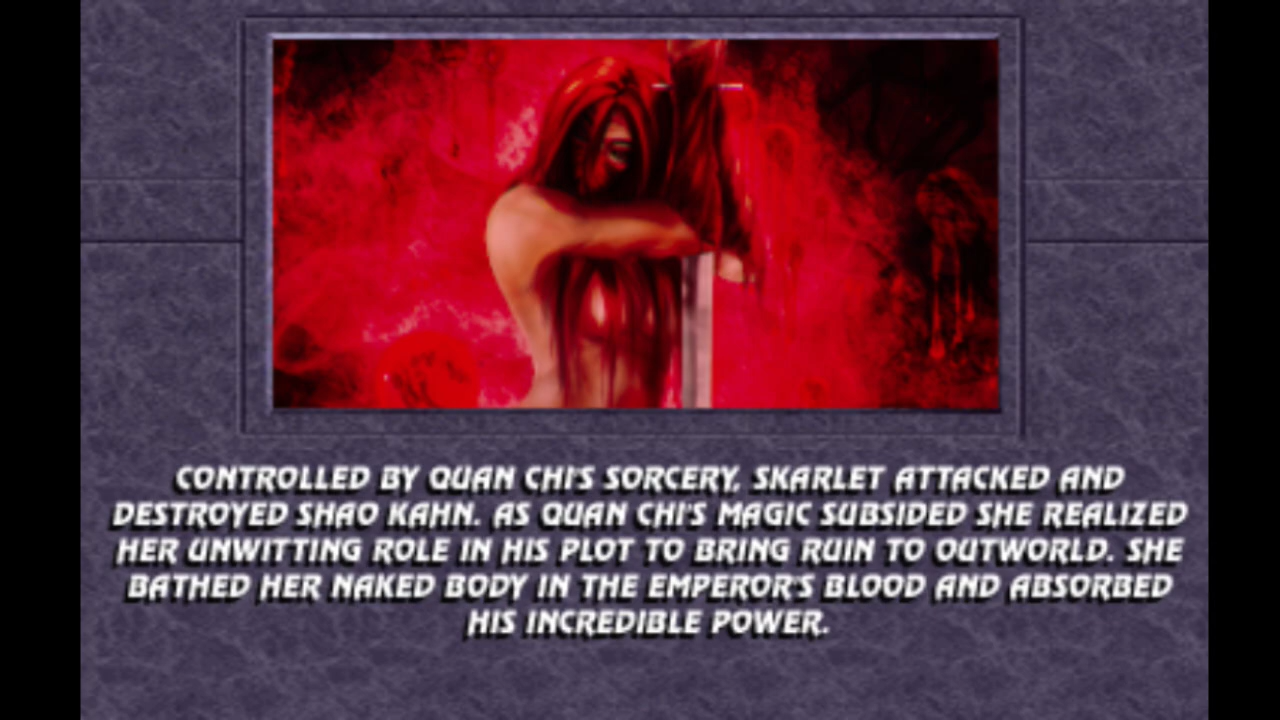 CONTROLLED BY QUAN CHI'S SORCERY, SKARLET ATTACKED AND
DESTROYED SHAO KAHN. AS QUAN CHI'S MAGIC SUBSIDED SHE REALIZED
HER UNWITTING ROLE IN HIS PLOT TO BRING RUIN TO OUTWORLD. SHE
BATHED HER NAKED BODY IN THE EMPEROR'S BLOOD AND ABSORBED
HIS INCREDIBLE POWER.